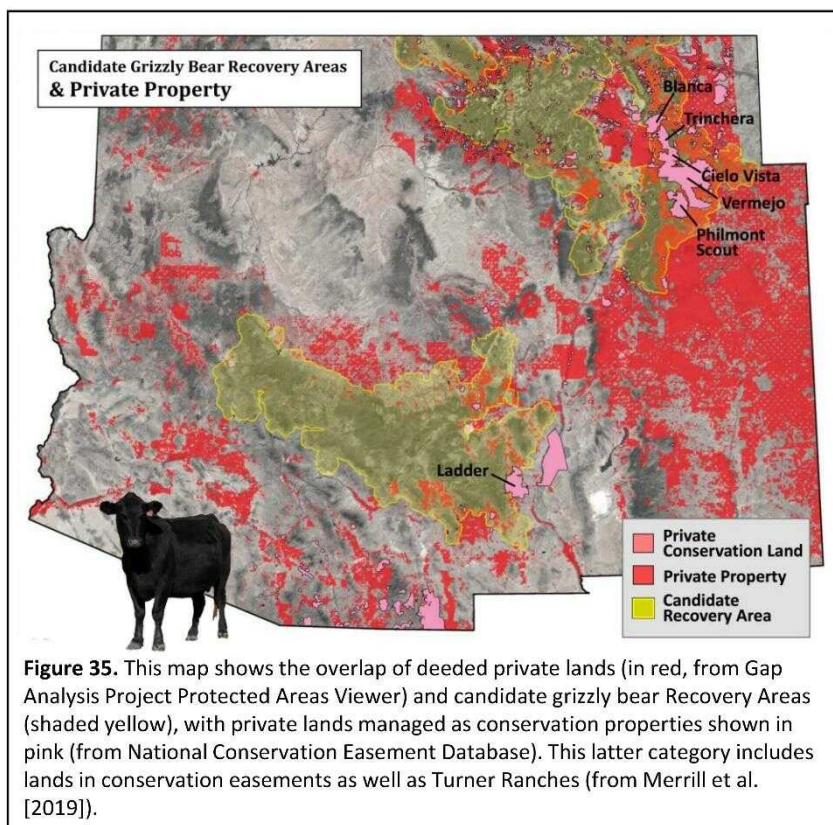 Candidate Grizzly Bear Recovery Areas
& Private Property
Blanca
Trinchera
Cielo Vista
Vermejo
Philmont
Scout
Ladder
Private
Conservation Land
Private Property
Candidate
Recovery Area
Figure 35. This map shows the overlap of deeded private lands (in red, from Gap
Analysis Project Protected Areas Viewer) and candidate grizzly bear Recovery Areas
(shaded yellow), with private lands managed as conservation properties shown in
pink (from National Conservation Easement Database). This latter category includes
lands in conservation easements as well as Turner Ranches (from Merrill et al.
[2019]).